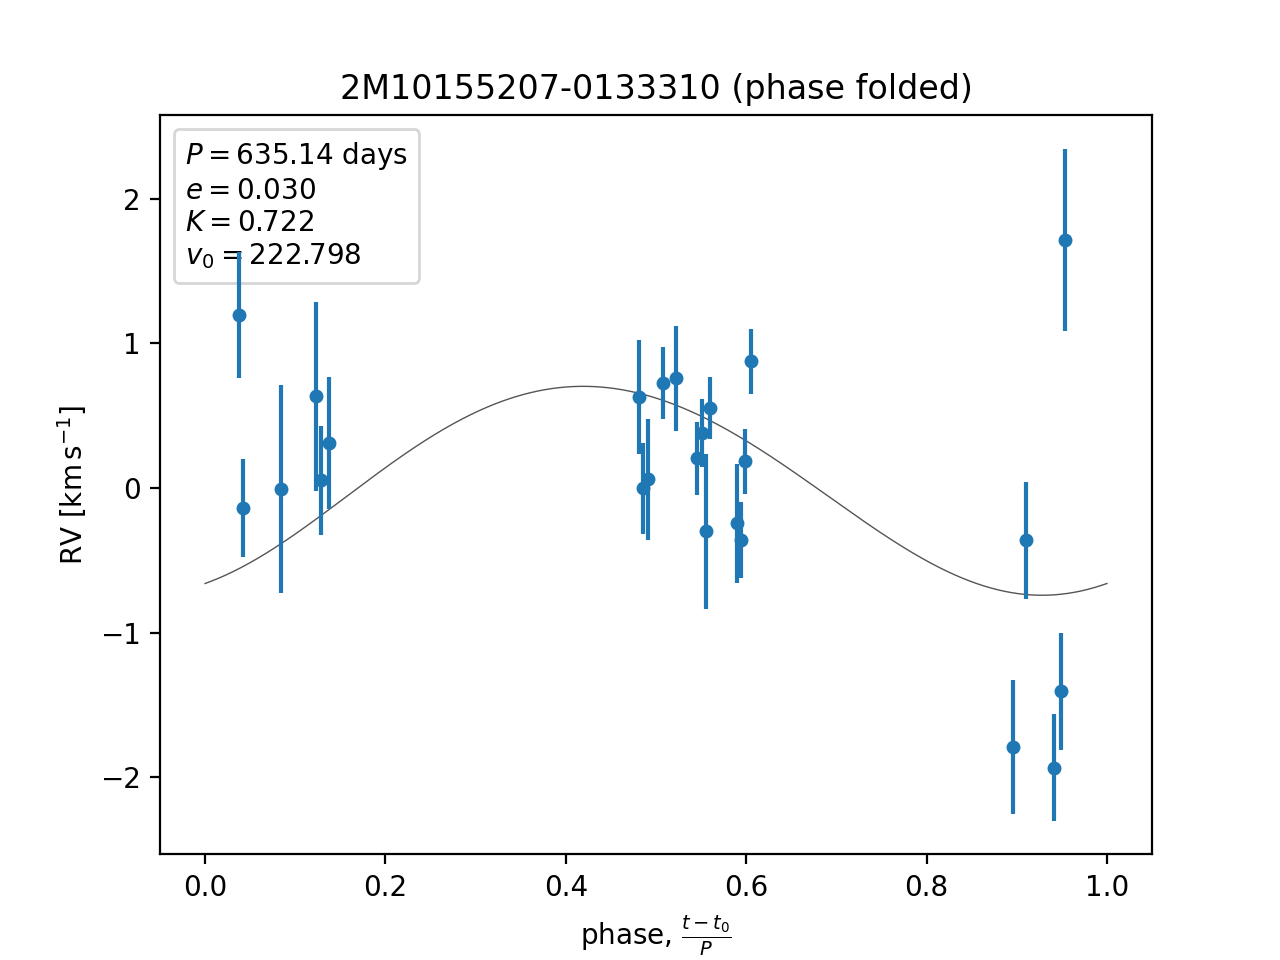 2M10155207-0133310 (phase folded)
P = 635.14 days
e = 0.030
K = 0.722
v₀ = 222.798
2
1
0
−1
−2
RV [km s⁻¹]
0.0 0.2 0.4 0.6 0.8 1.0
phase, (t − t₀)/P